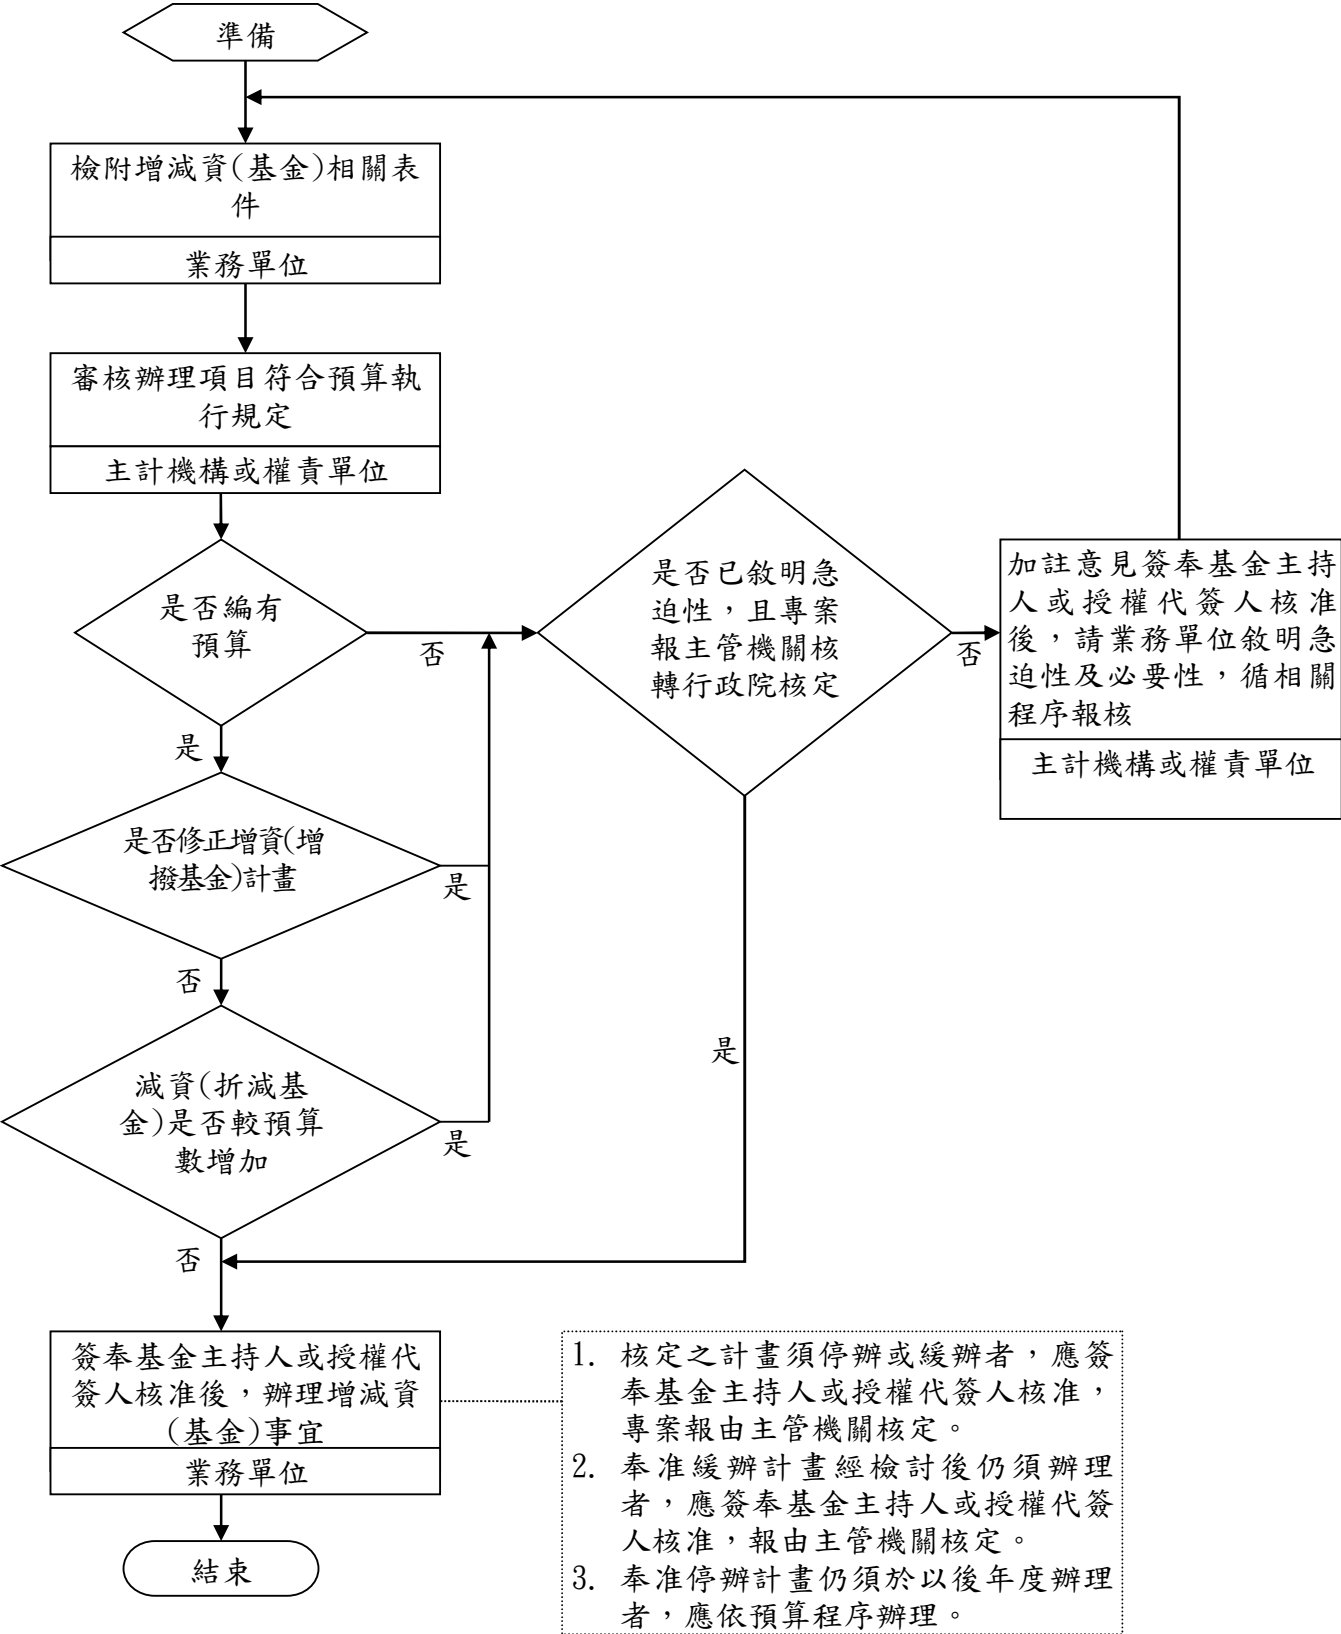 準備
檢附增減資(基金)相關表
件
業務單位
審核辦理項目符合預算執
行規定
主計機構或權責單位
是否編有
預算
否
是否已敘明急
迫性，且專案
報主管機關核
轉行政院核定
否
加註意見簽奉基金主持
人或授權代簽人核准
後，請業務單位敘明急
迫性及必要性，循相關
程序報核
主計機構或權責單位
是
是否修正增資(增
撥基金)計畫
是
否
減資(折減基
金)是否較預算
數增加
是
是
否
簽奉基金主持人或授權代
簽人核准後，辦理增減資
(基金)事宜
業務單位
1. 核定之計畫須停辦或緩辦者，應簽
奉基金主持人或授權代簽人核准，
專案報由主管機關核定。
2. 奉准緩辦計畫經檢討後仍須辦理
者，應簽奉基金主持人或授權代簽
人核准，報由主管機關核定。
3. 奉准停辦計畫仍須於以後年度辦理
者，應依預算程序辦理。
結束